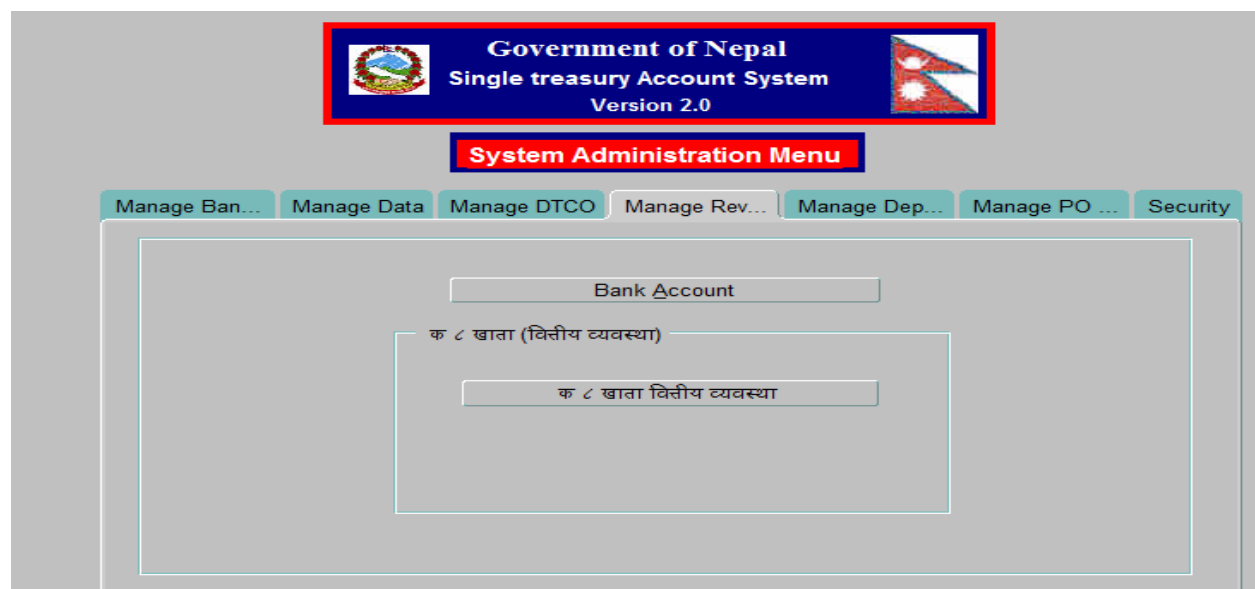 Government of Nepal
Single treasury Account System
Version 2.0
System Administration Menu
Manage Ban... Manage Data Manage DTCO Manage Rev... Manage Dep... Manage PO ... Security
Bank Account
क ८ खाता (वित्तीय व्यवस्था)
क ८ खाता वित्तीय व्यवस्था